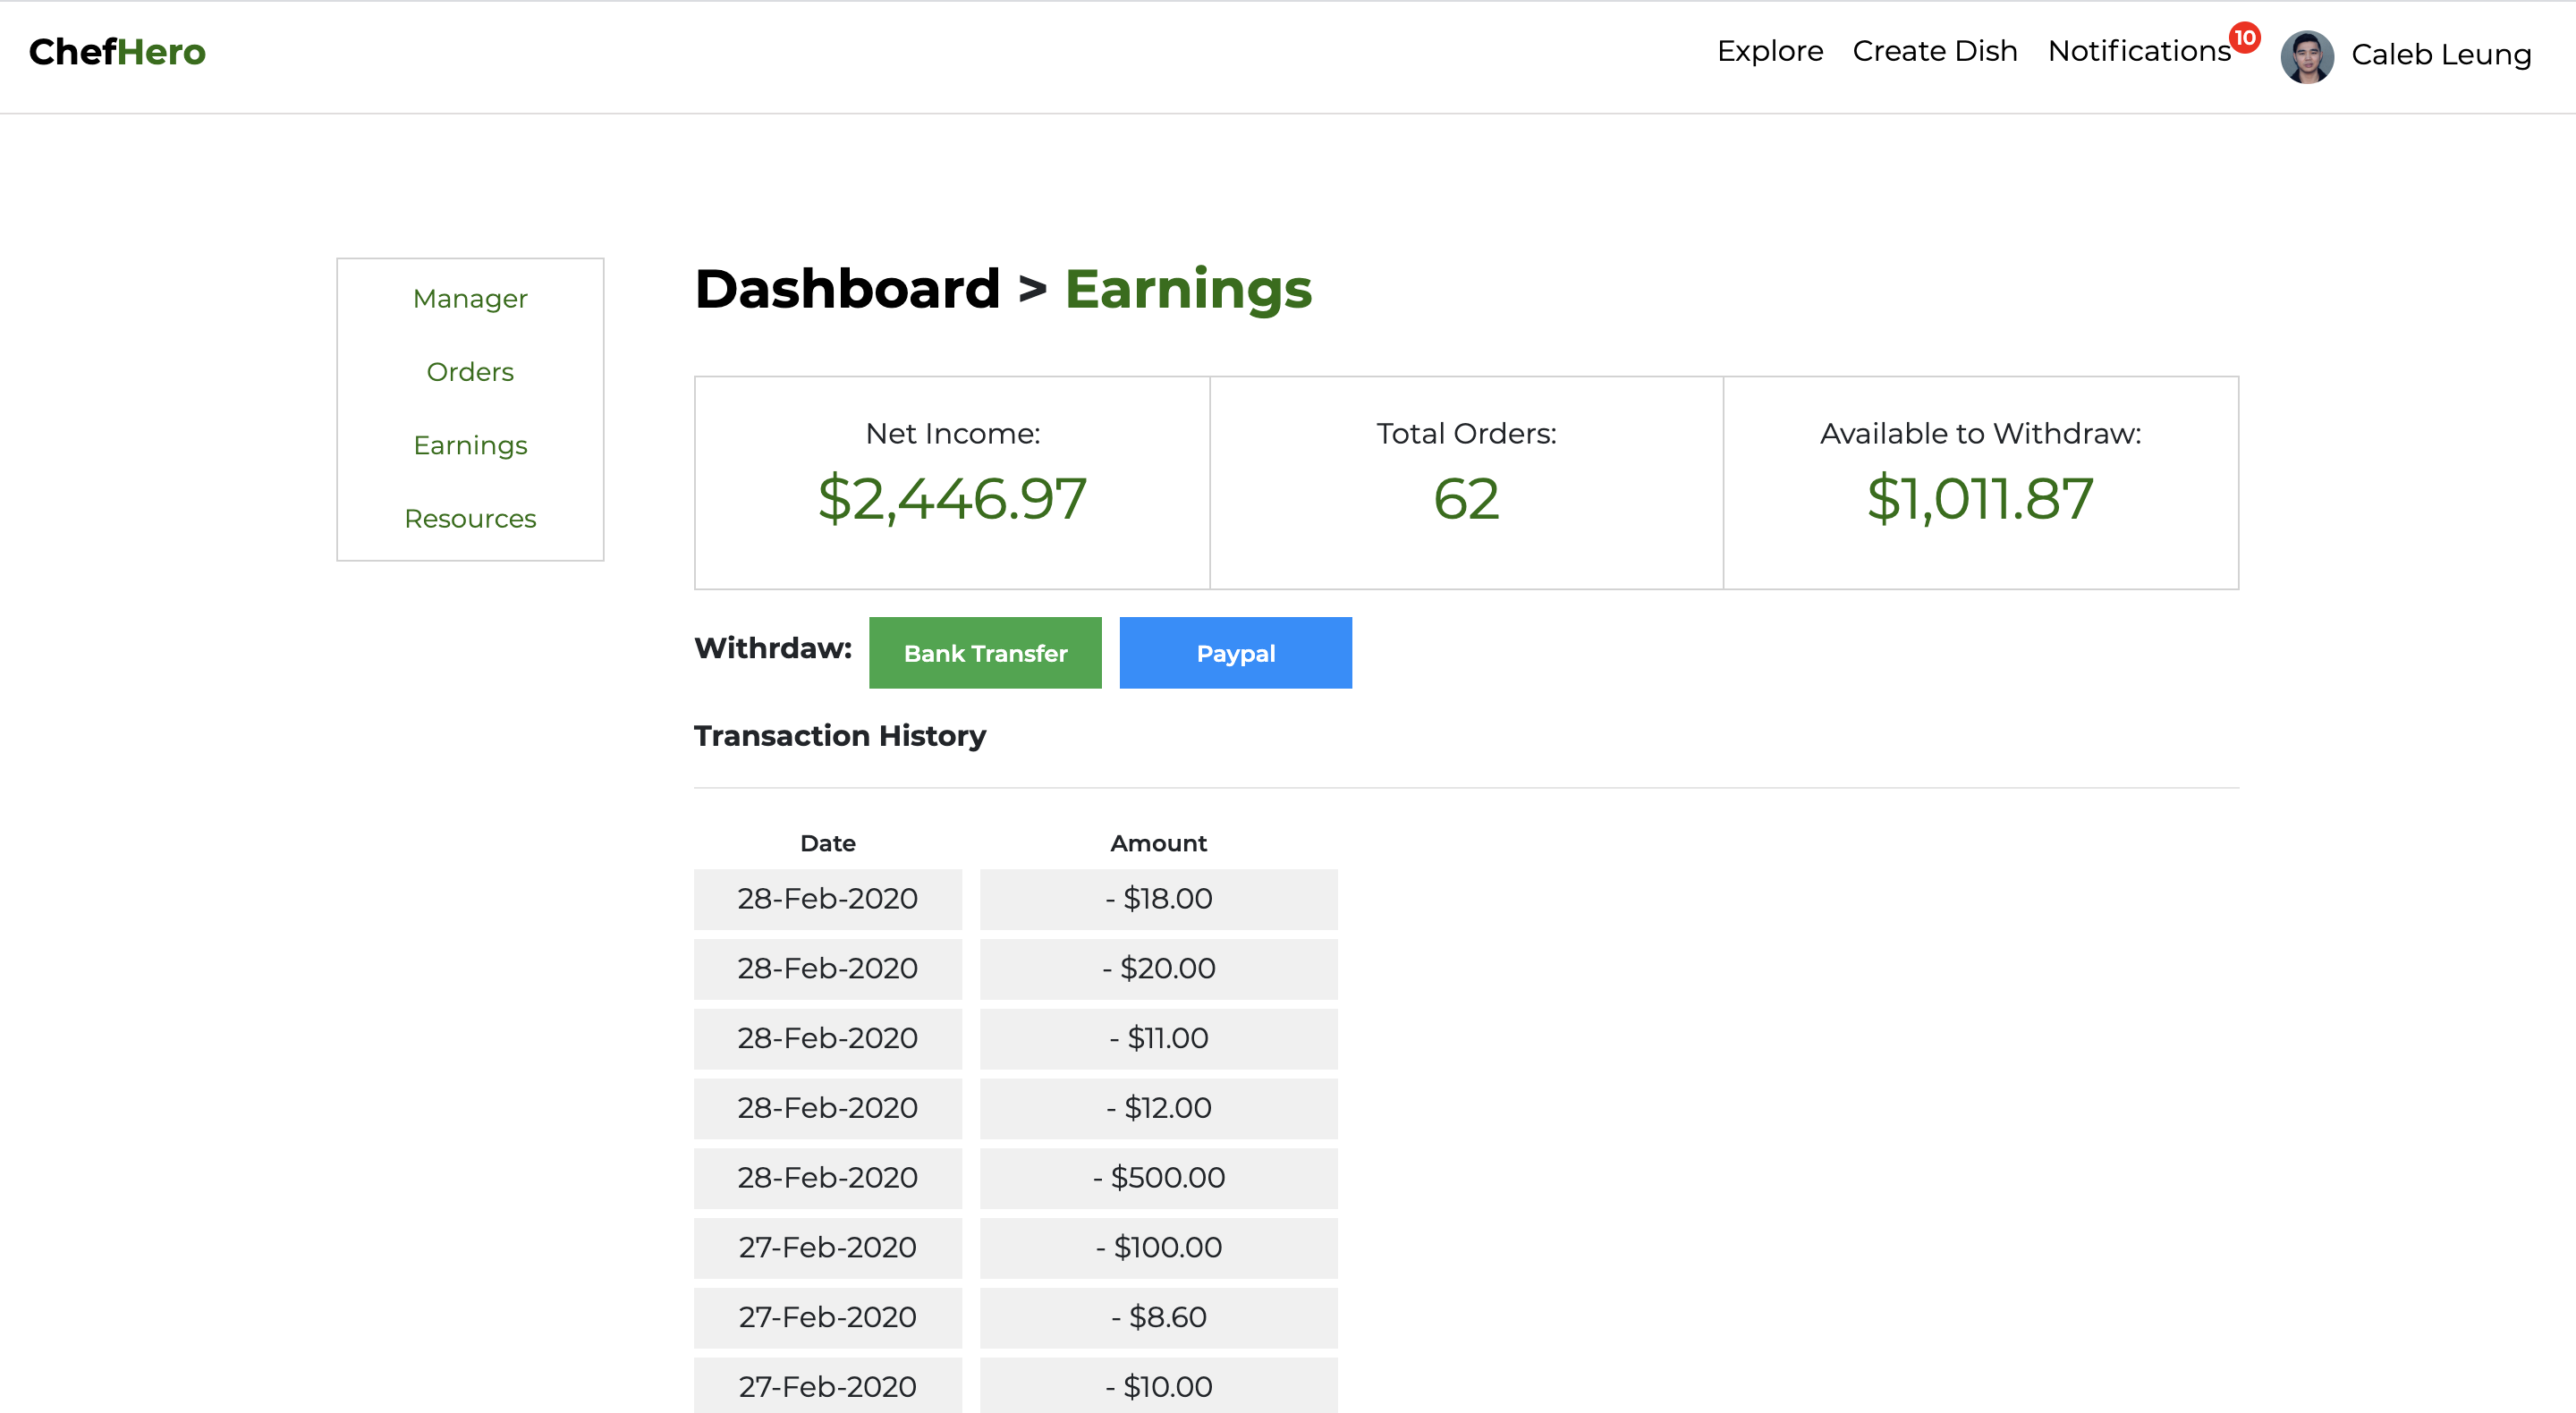 ChefHero
Explore Create Dish Notifications 10 Caleb Leung
Manager
Orders
Earnings
Resources
Dashboard > Earnings
Net Income: Total Orders: Available to Withdraw:
$2,446.97 62 $1,011.87
Withrdaw: Bank Transfer Paypal
Transaction History
Date Amount
28-Feb-2020 - $18.00
28-Feb-2020 - $20.00
28-Feb-2020 - $11.00
28-Feb-2020 - $12.00
28-Feb-2020 - $500.00
27-Feb-2020 - $100.00
27-Feb-2020 - $8.60
27-Feb-2020 - $10.00